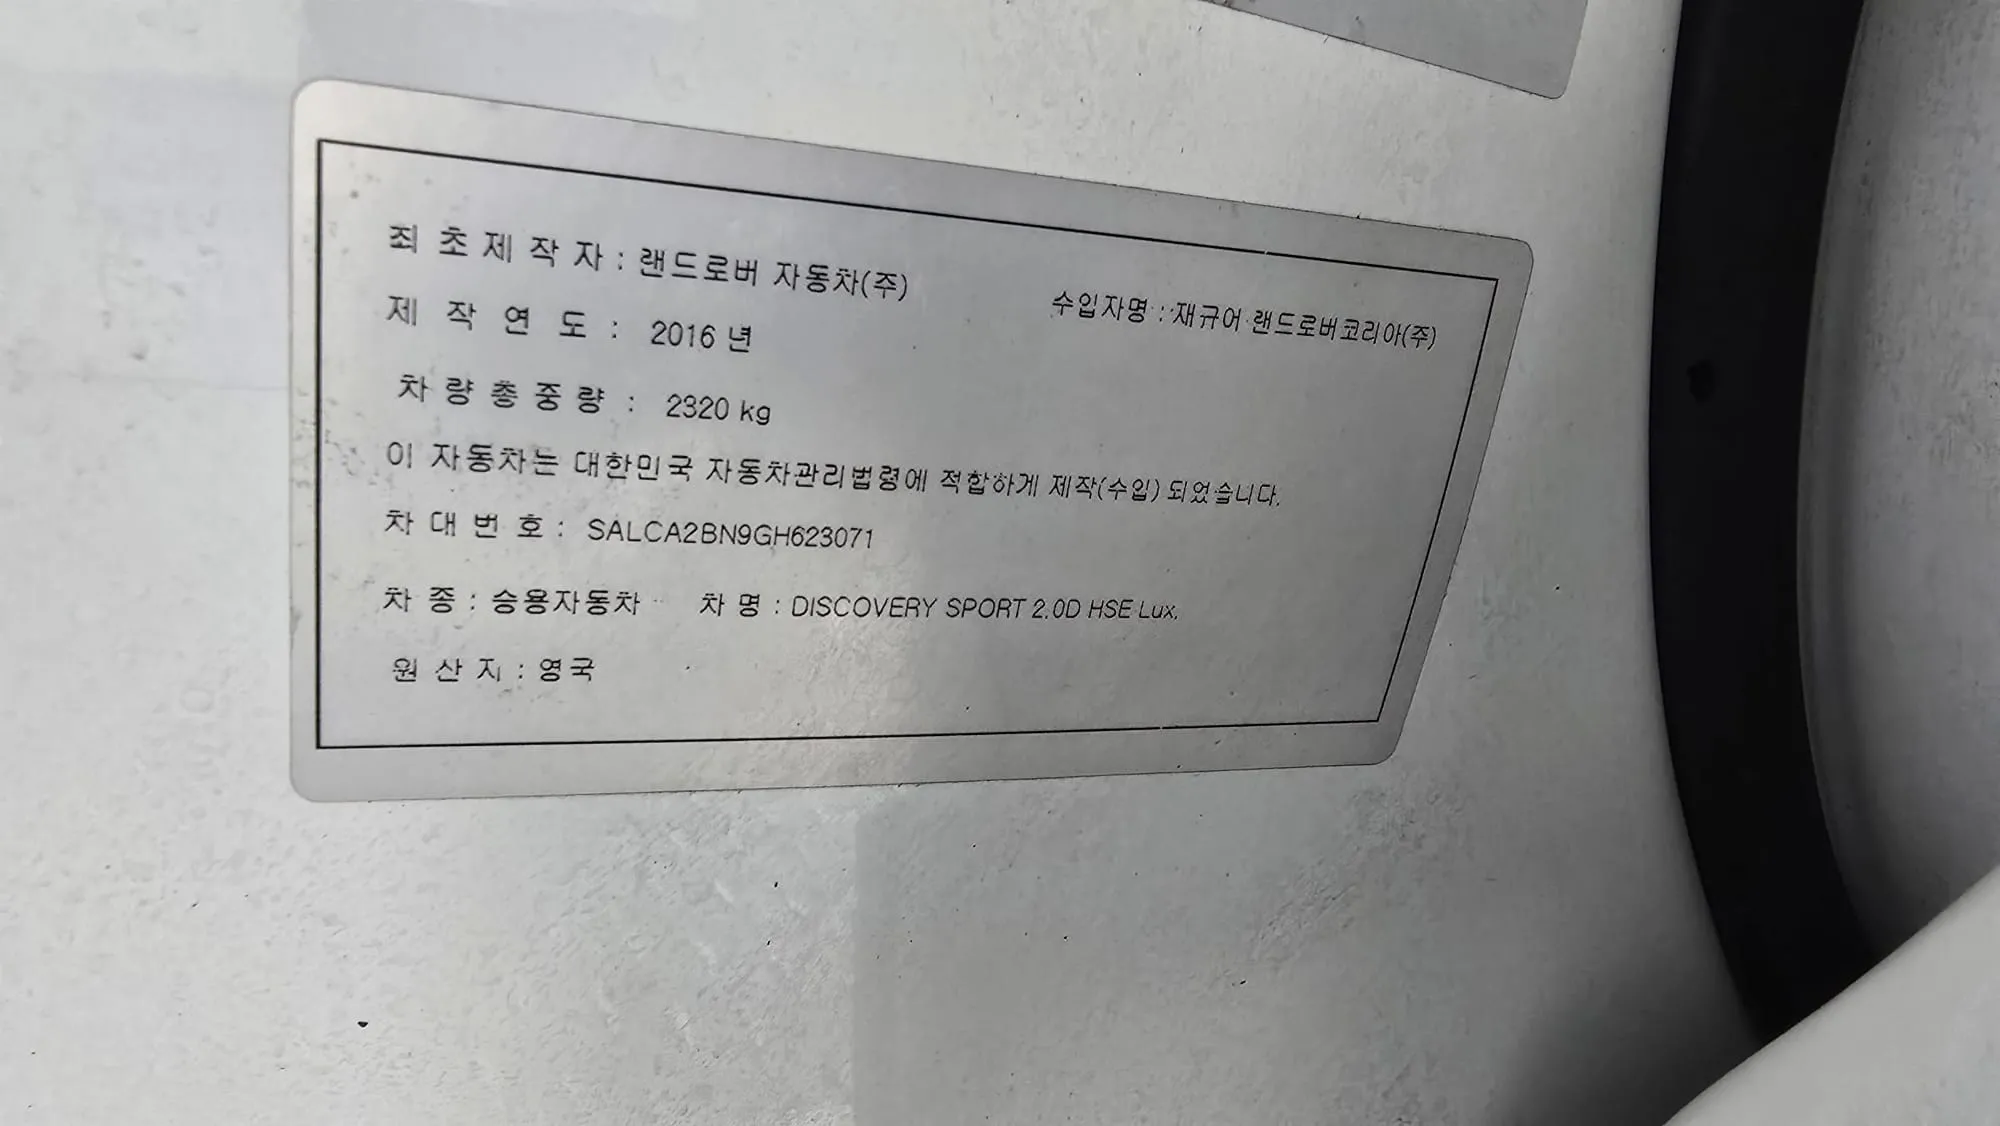 최초제작자 : 랜드로버 자동차(주)
수입자명 : 재규어 랜드로버코리아(주)
제작연도 : 2016 년
차량총중량 : 2320 kg
이 자동차는 대한민국 자동차관리법령에 적합하게 제작(수입) 되었습니다.
차대번호 : SALCA2BN9GH623071
차종 : 승용자동차 차명 : DISCOVERY SPORT 2.0D HSE Lux.
원산지 : 영국